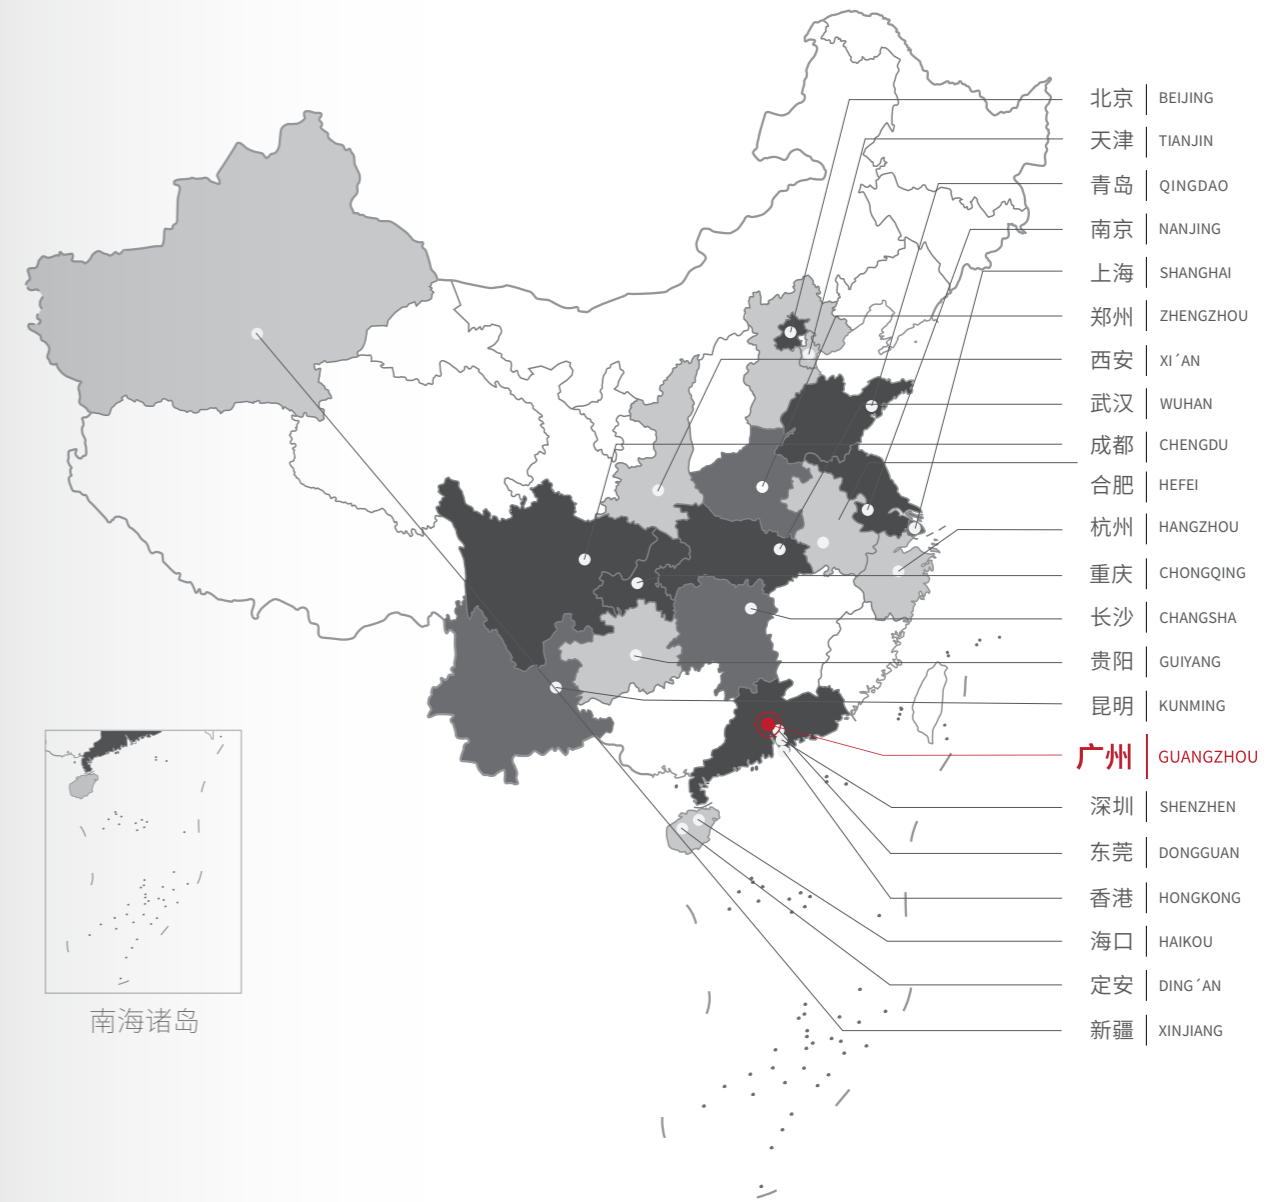 北京 BEIJING
天津 TIANJIN
青岛 QINGDAO
南京 NANJING
上海 SHANGHAI
郑州 ZHENGZHOU
西安 XI´AN
武汉 WUHAN
成都 CHENGDU
合肥 HEFEI
杭州 HANGZHOU
重庆 CHONGQING
长沙 CHANGSHA
贵阳 GUIYANG
昆明 KUNMING
广州 GUANGZHOU
深圳 SHENZHEN
东莞 DONGGUAN
香港 HONGKONG
海口 HAIKOU
定安 DING´AN
新疆 XINJIANG
南海诸岛